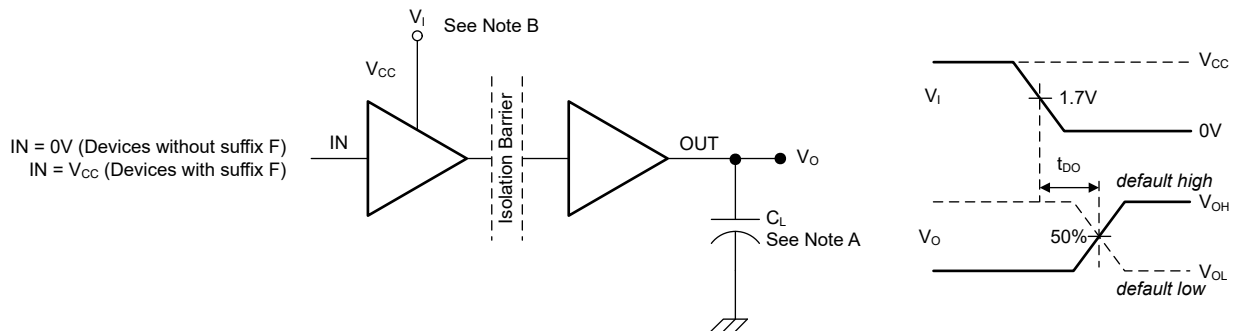 V_I
See Note B
V_CC
IN = 0V (Devices without suffix F)
IN = V_CC (Devices with suffix F)
IN
Isolation Barrier
OUT
V_O
C_L
See Note A
V_I
V_CC
1.7V
0V
t_DO
default high
V_OH
V_O
50%
V_OL
default low